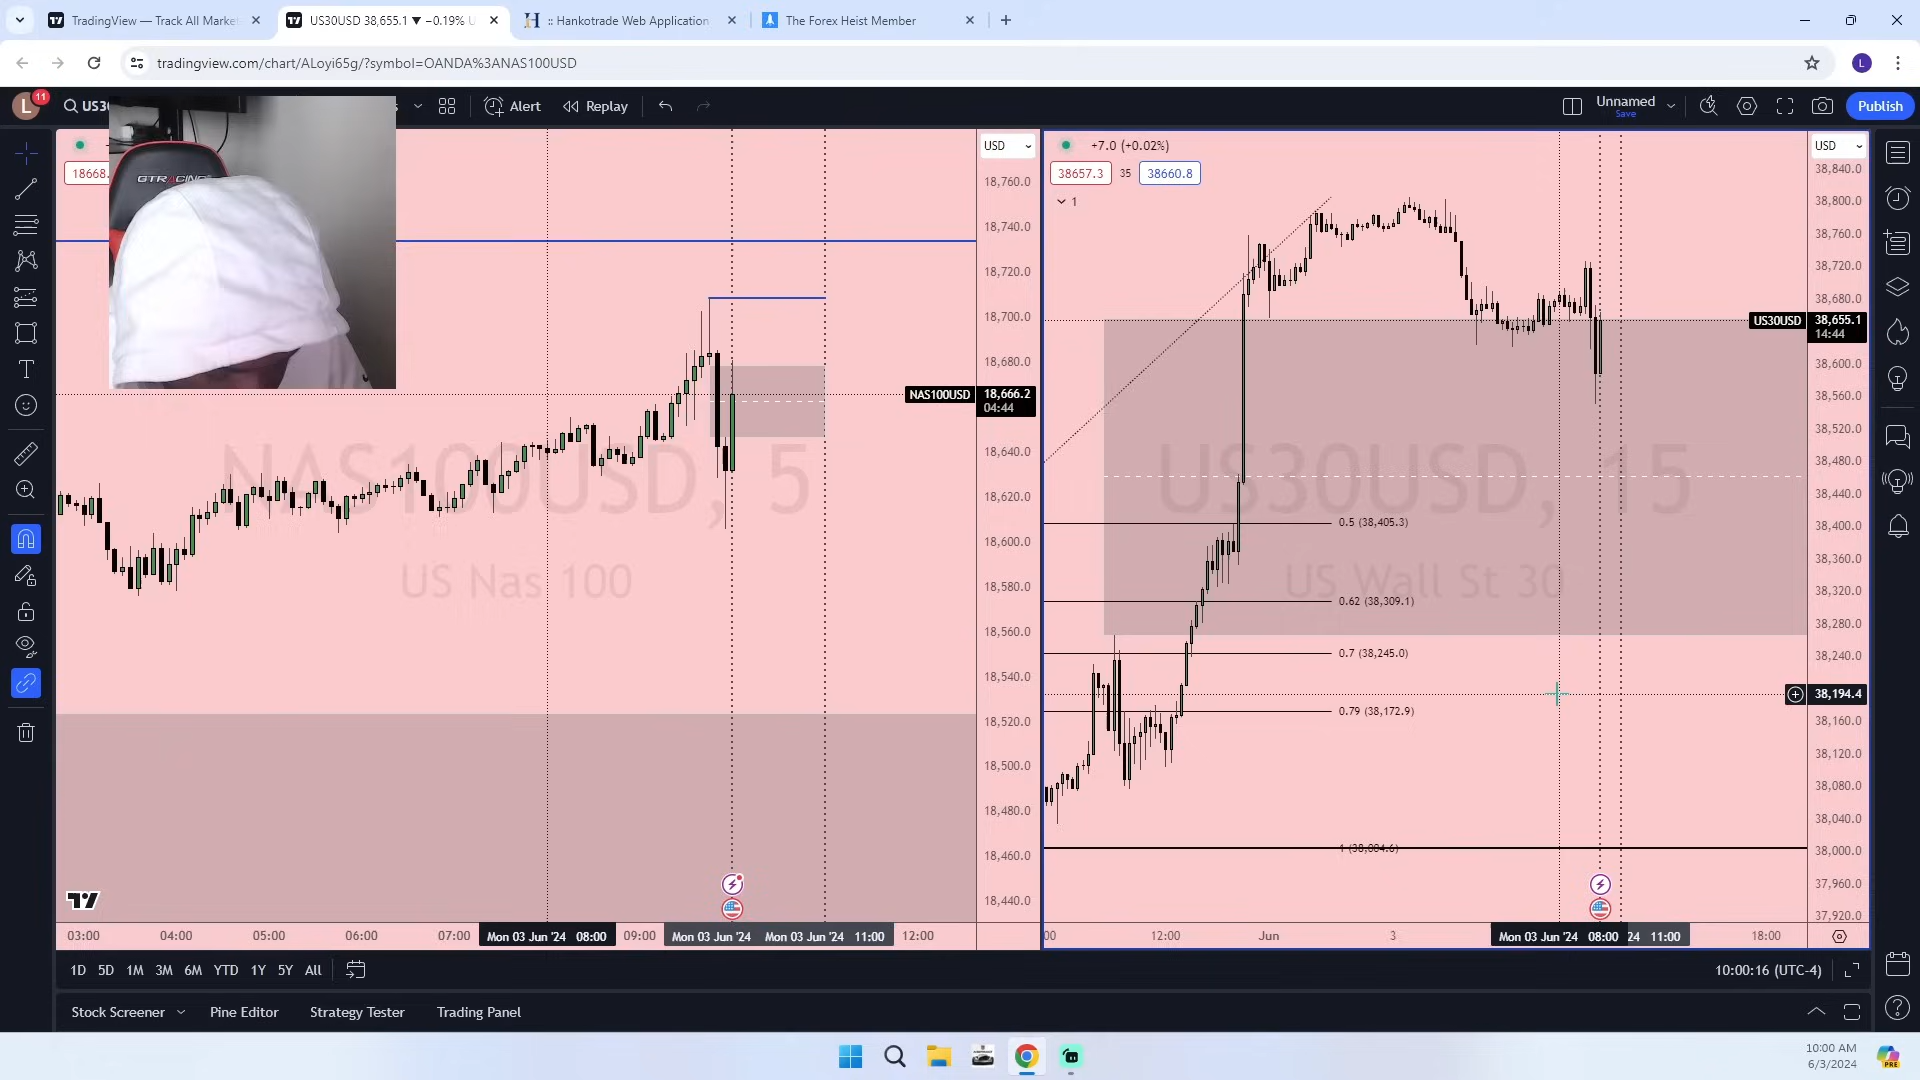 TradingView — Track All Marke
US30USD 38,655.1 ▼ −0.19% U
:: Hankotrade Web Application
The Forex Heist Member
tradingview.com/chart/ALoyi65g/?symbol=OANDA%3ANAS100USD
L
L
11
US30
Alert
Replay
Unnamed
Save
Publish
GTRACING
18668.
USD
18,760.0
18,740.0
18,720.0
18,700.0
18,680.0
NAS100USD
18,666.2
04:44
18,640.0
18,620.0
18,600.0
18,580.0
18,560.0
18,540.0
18,520.0
18,500.0
18,480.0
18,460.0
18,440.0
NAS100USD, 5
US Nas 100
03:00
04:00
05:00
06:00
07:00
Mon 03 Jun '24 08:00
09:00
Mon 03 Jun '24
Mon 03 Jun '24 11:00
12:00
+7.0 (+0.02%)
38657.3
35
38660.8
1
USD
38,840.0
38,800.0
38,760.0
38,720.0
38,680.0
US30USD
38,655.1
14:44
38,600.0
38,560.0
38,520.0
38,480.0
38,440.0
38,400.0
38,360.0
38,320.0
38,280.0
38,240.0
38,194.4
38,160.0
38,120.0
38,080.0
38,040.0
38,000.0
37,960.0
37,920.0
US30USD, 15
US Wall St 30
0.5 (38,405.3)
0.62 (38,309.1)
0.7 (38,245.0)
0.79 (38,172.9)
1 (38,004.6)
:00
12:00
Jun
3
Mon 03 Jun '24 08:00
'24 11:00
18:00
1D
5D
1M
3M
6M
YTD
1Y
5Y
All
10:00:16 (UTC-4)
Stock Screener
Pine Editor
Strategy Tester
Trading Panel
10:00 AM
6/3/2024
PRE